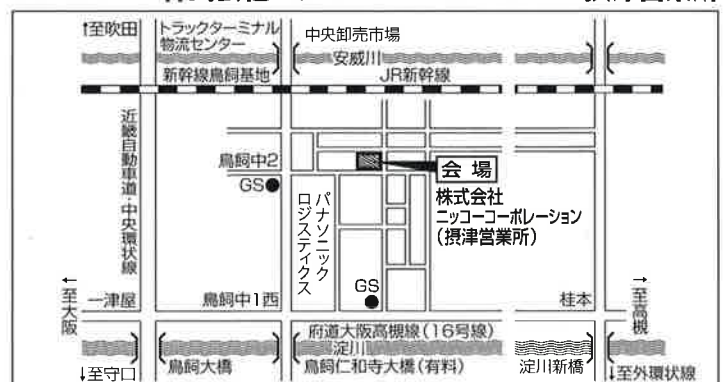 ↑至吹田
トラックターミナル
物流センター
中央卸売市場
安威川
新幹線鳥飼基地
JR新幹線
近畿自動車道・中央環状線
鳥飼中2
GS
会場
株式会社
ニッコーコーポレーション
(摂津営業所)
パナソニック
ロジスティクス
GS
←至大阪
一津屋
鳥飼中1西
桂本
→至高槻
府道大阪高槻線(16号線)
淀川
↓至守口
鳥飼大橋
鳥飼仁和寺大橋(有料)
淀川新橋
↓至外環状線